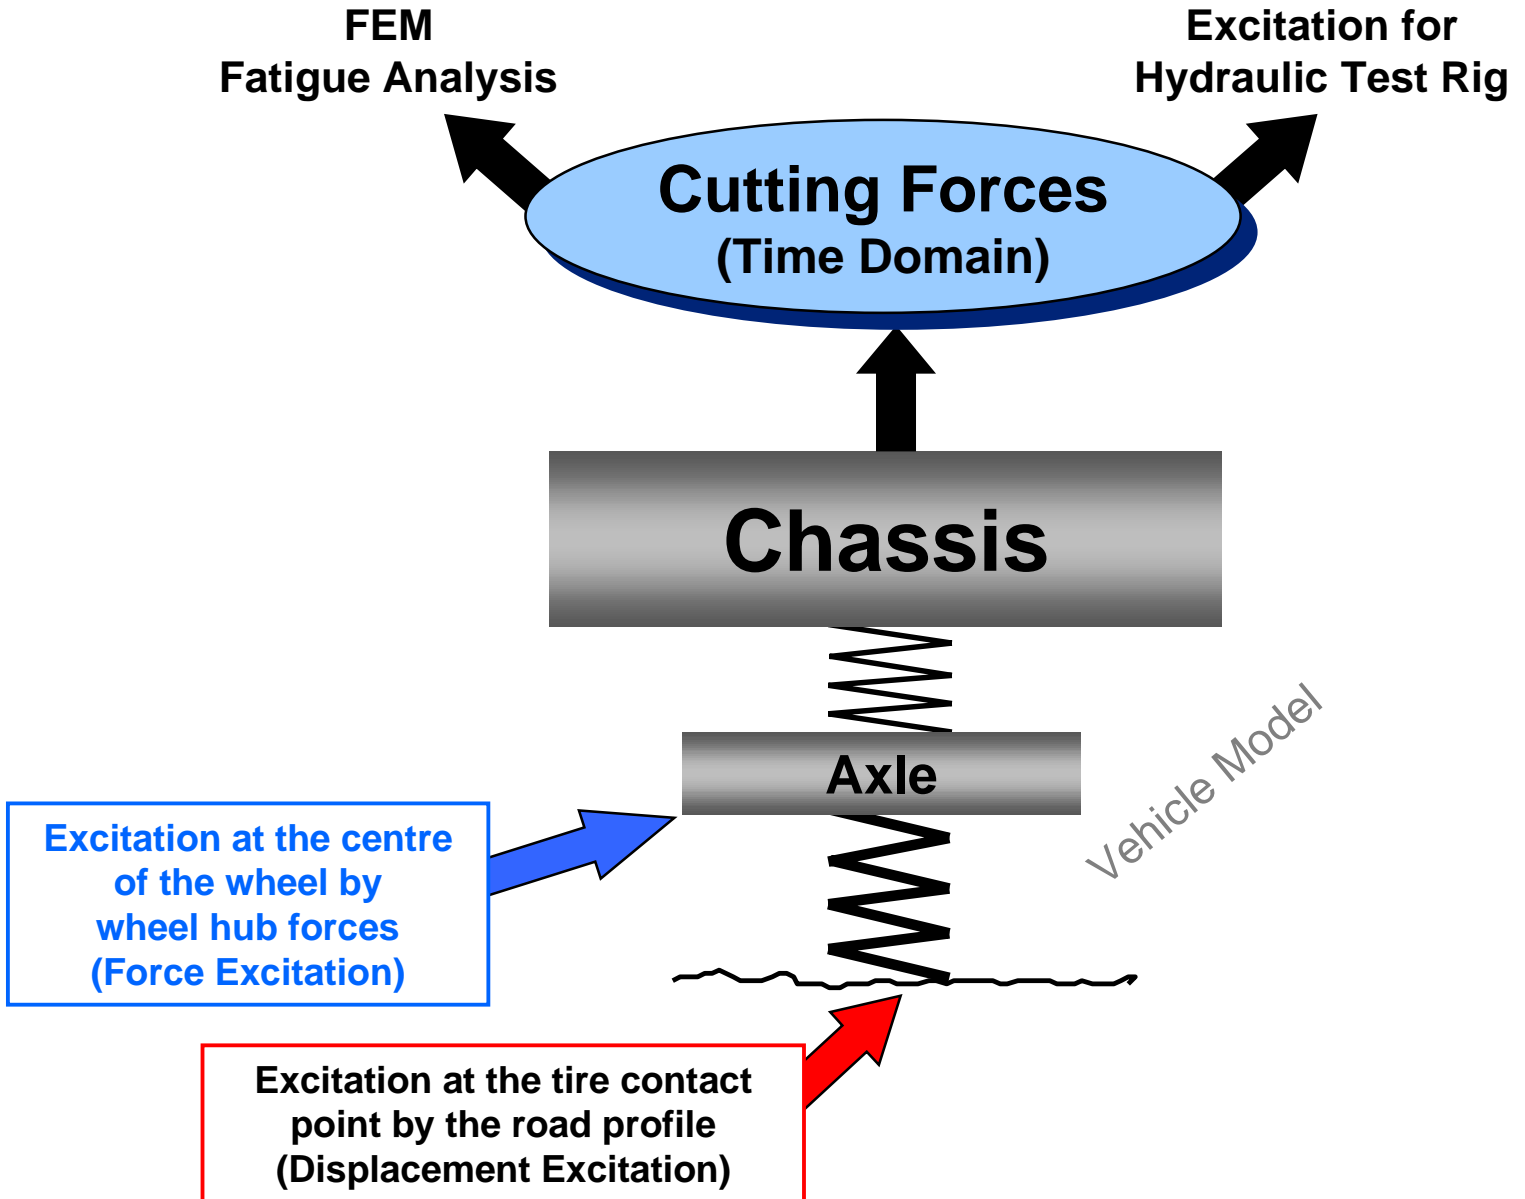 FEM
Fatigue Analysis
Excitation for
Hydraulic Test Rig
Cutting Forces
(Time Domain)
Chassis
Axle
Vehicle Model
Excitation at the centre
of the wheel by
wheel hub forces
(Force Excitation)
Excitation at the tire contact
point by the road profile
(Displacement Excitation)